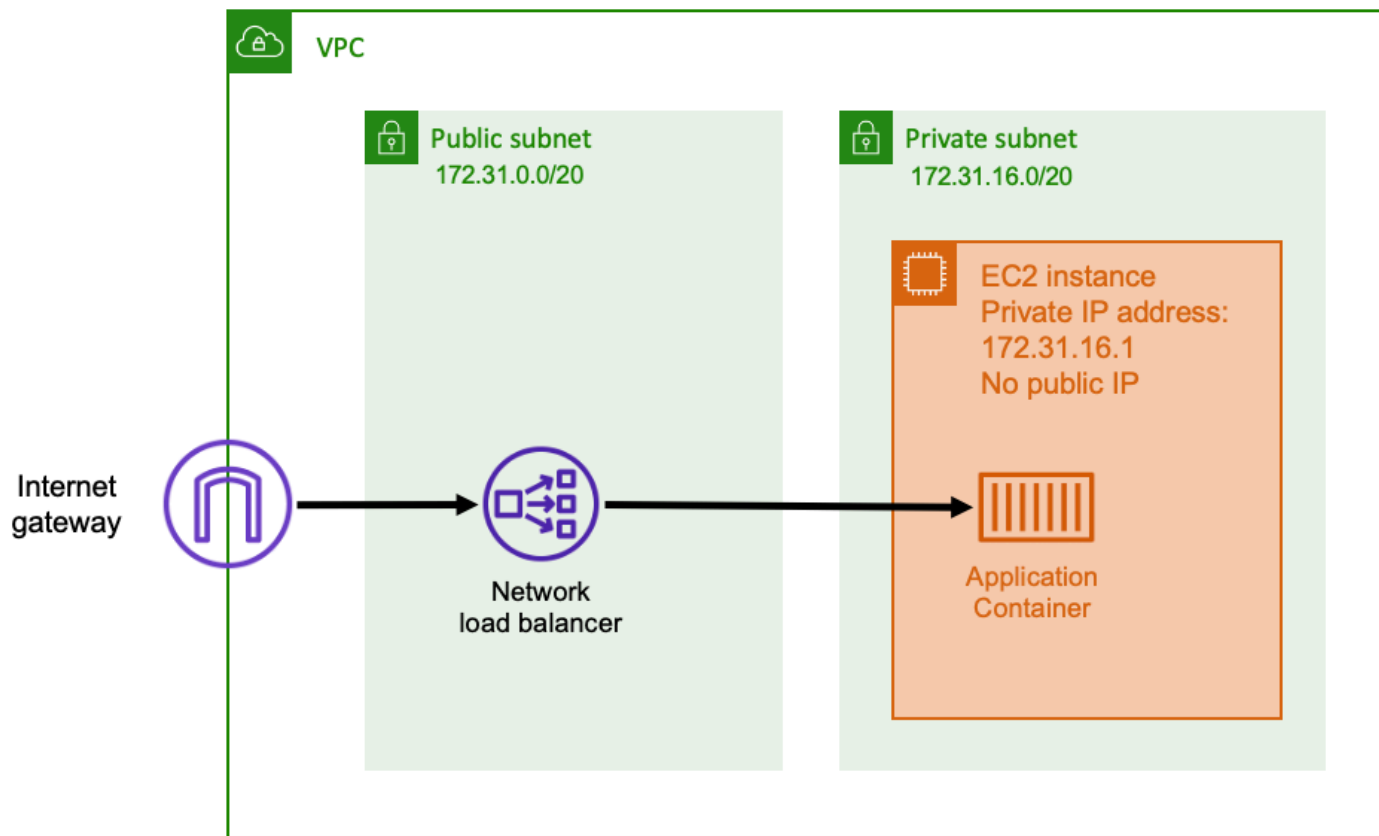 VPC
Public subnet
172.31.0.0/20
Private subnet
172.31.16.0/20
EC2 instance
Private IP address:
172.31.16.1
No public IP
Internet
gateway
Network
load balancer
Application
Container